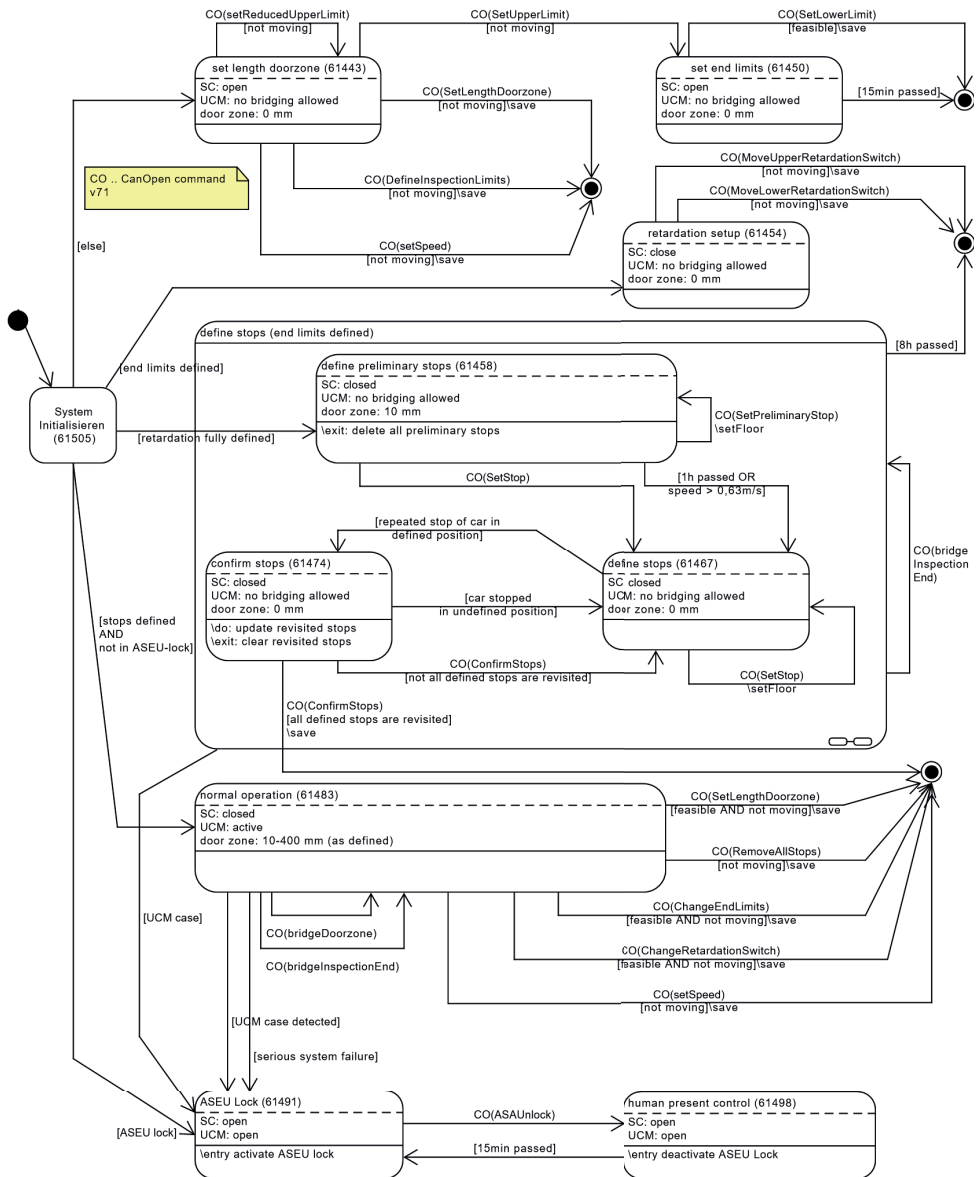 CO(setReducedUpperLimit)
[not moving]
CO(SetUpperLimit)
[not moving]
CO(SetLowerLimit)
[feasible]\save
set length doorzone (61443)
SC: open
UCM: no bridging allowed
door zone: 0 mm
set end limits (61450)
SC: open
UCM: no bridging allowed
door zone: 0 mm
[15min passed]
CO(SetLengthDoorzone)
[not moving]\save
CO .. CanOpen command
v71
CO(DefineInspectionLimits)
[not moving]\save
CO(MoveUpperRetardationSwitch)
[not moving]\save
CO(MoveLowerRetardationSwitch)
[not moving]\save
[else]
CO(setSpeed)
[not moving]\save
retardation setup (61454)
SC: close
UCM: no bridging allowed
door zone: 0 mm
define stops (end limits defined)
[8h passed]
[end limits defined]
define preliminary stops (61458)
SC: closed
UCM: no bridging allowed
door zone: 10 mm
\exit: delete all preliminary stops
CO(SetPreliminaryStop)
\setFloor
System
Initialisieren
(61505)
[retardation fully defined]
CO(SetStop)
[1h passed OR
speed > 0,63m/s]
[repeated stop of car in
defined position]
CO(bridge
Inspection
End)
confirm stops (61474)
SC: closed
UCM: no bridging allowed
door zone: 0 mm
\do: update revisited stops
\exit: clear revisited stops
[car stopped
in undefined position]
define stops (61467)
SC closed
UCM: no bridging allowed
door zone: 0 mm
[stops defined
AND
not in ASEU-lock]
CO(ConfirmStops)
[not all defined stops are revisited]
CO(SetStop)
\setFloor
CO(ConfirmStops)
[all defined stops are revisited]
\save
normal operation (61483)
SC: closed
UCM: active
door zone: 10-400 mm (as defined)
CO(SetLengthDoorzone)
[feasible AND not moving]\save
CO(RemoveAllStops)
[not moving]\save
[UCM case]
CO(bridgeDoorzone)
CO(ChangeEndLimits)
[feasible AND not moving]\save
CO(bridgeInspectionEnd)
CO(ChangeRetardationSwitch)
[feasible AND not moving]\save
CO(setSpeed)
[not moving]\save
[UCM case detected]
[serious system failure]
ASEU Lock (61491)
SC: open
UCM: open
\entry activate ASEU lock
[ASEU lock]
CO(ASAUnlock)
[15min passed]
human present control (61498)
SC: open
UCM: open
\entry deactivate ASEU Lock